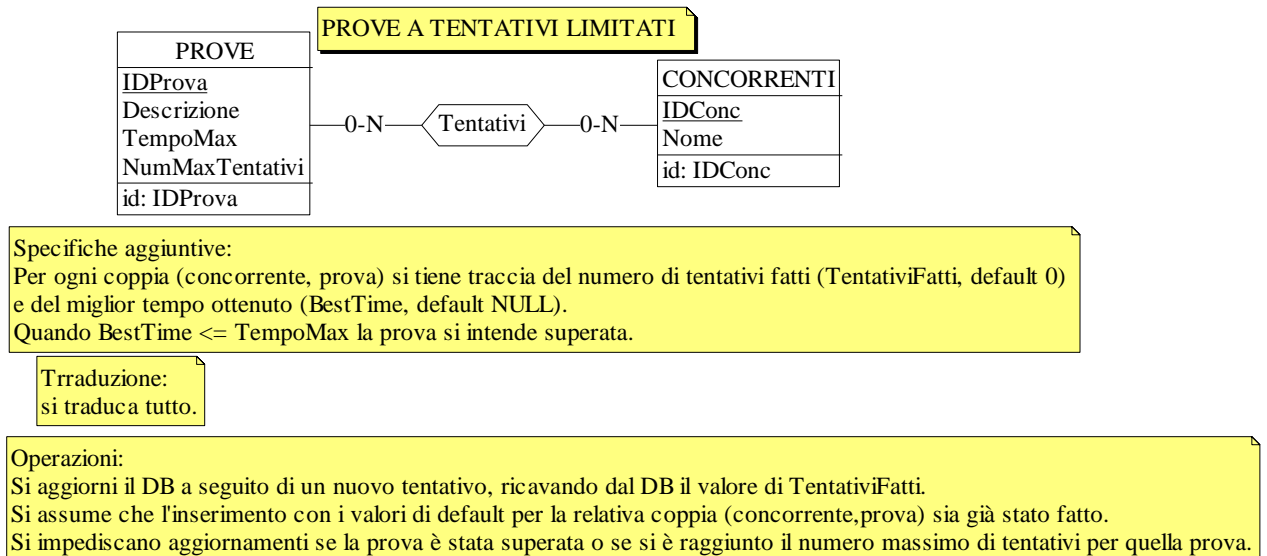 PROVE A TENTATIVI LIMITATI
PROVE
IDProva
Descrizione
TempoMax
NumMaxTentativi
id: IDProva
0-N
Tentativi
0-N
CONCORRENTI
IDConc
Nome
id: IDConc
Specifiche aggiuntive:
Per ogni coppia (concorrente, prova) si tiene traccia del numero di tentativi fatti (TentativiFatti, default 0)
e del miglior tempo ottenuto (BestTime, default NULL).
Quando BestTime <= TempoMax la prova si intende superata.
Trraduzione:
si traduca tutto.
Operazioni:
Si aggiorni il DB a seguito di un nuovo tentativo, ricavando dal DB il valore di TentativiFatti.
Si assume che l'inserimento con i valori di default per la relativa coppia (concorrente,prova) sia già stato fatto.
Si impediscano aggiornamenti se la prova è stata superata o se si è raggiunto il numero massimo di tentativi per quella prova.